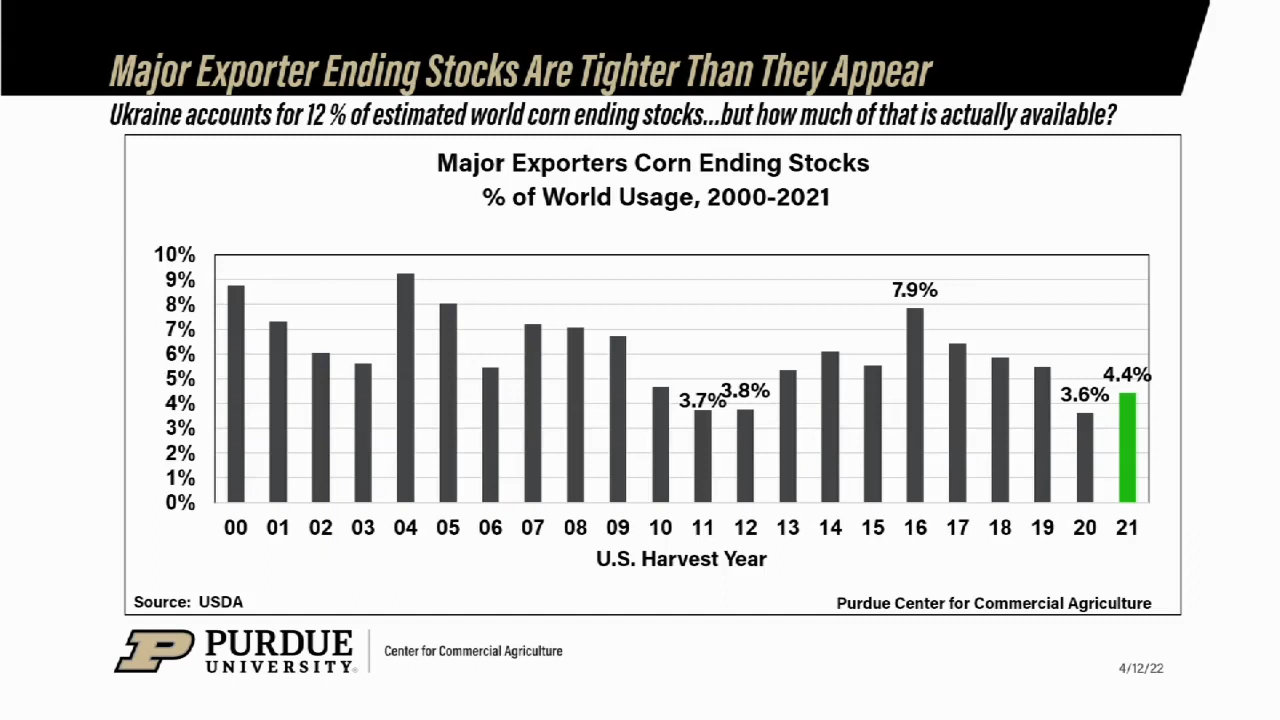 Major Exporter Ending Stocks Are Tighter Than They Appear
Ukraine accounts for 12 % of estimated world corn ending stocks...but how much of that is actually available?
Major Exporters Corn Ending Stocks
% of World Usage, 2000-2021
10%
9%
8%
7%
6%
5%
4%
3%
2%
1%
0%
7.9%
4.4%
3.7%
3.8%
3.6%
00 01 02 03 04 05 06 07 08 09 10 11 12 13 14 15 16 17 18 19 20 21
U.S. Harvest Year
Source: USDA
Purdue Center for Commercial Agriculture
P PURDUE
UNIVERSITY
Center for Commercial Agriculture
4/12/22